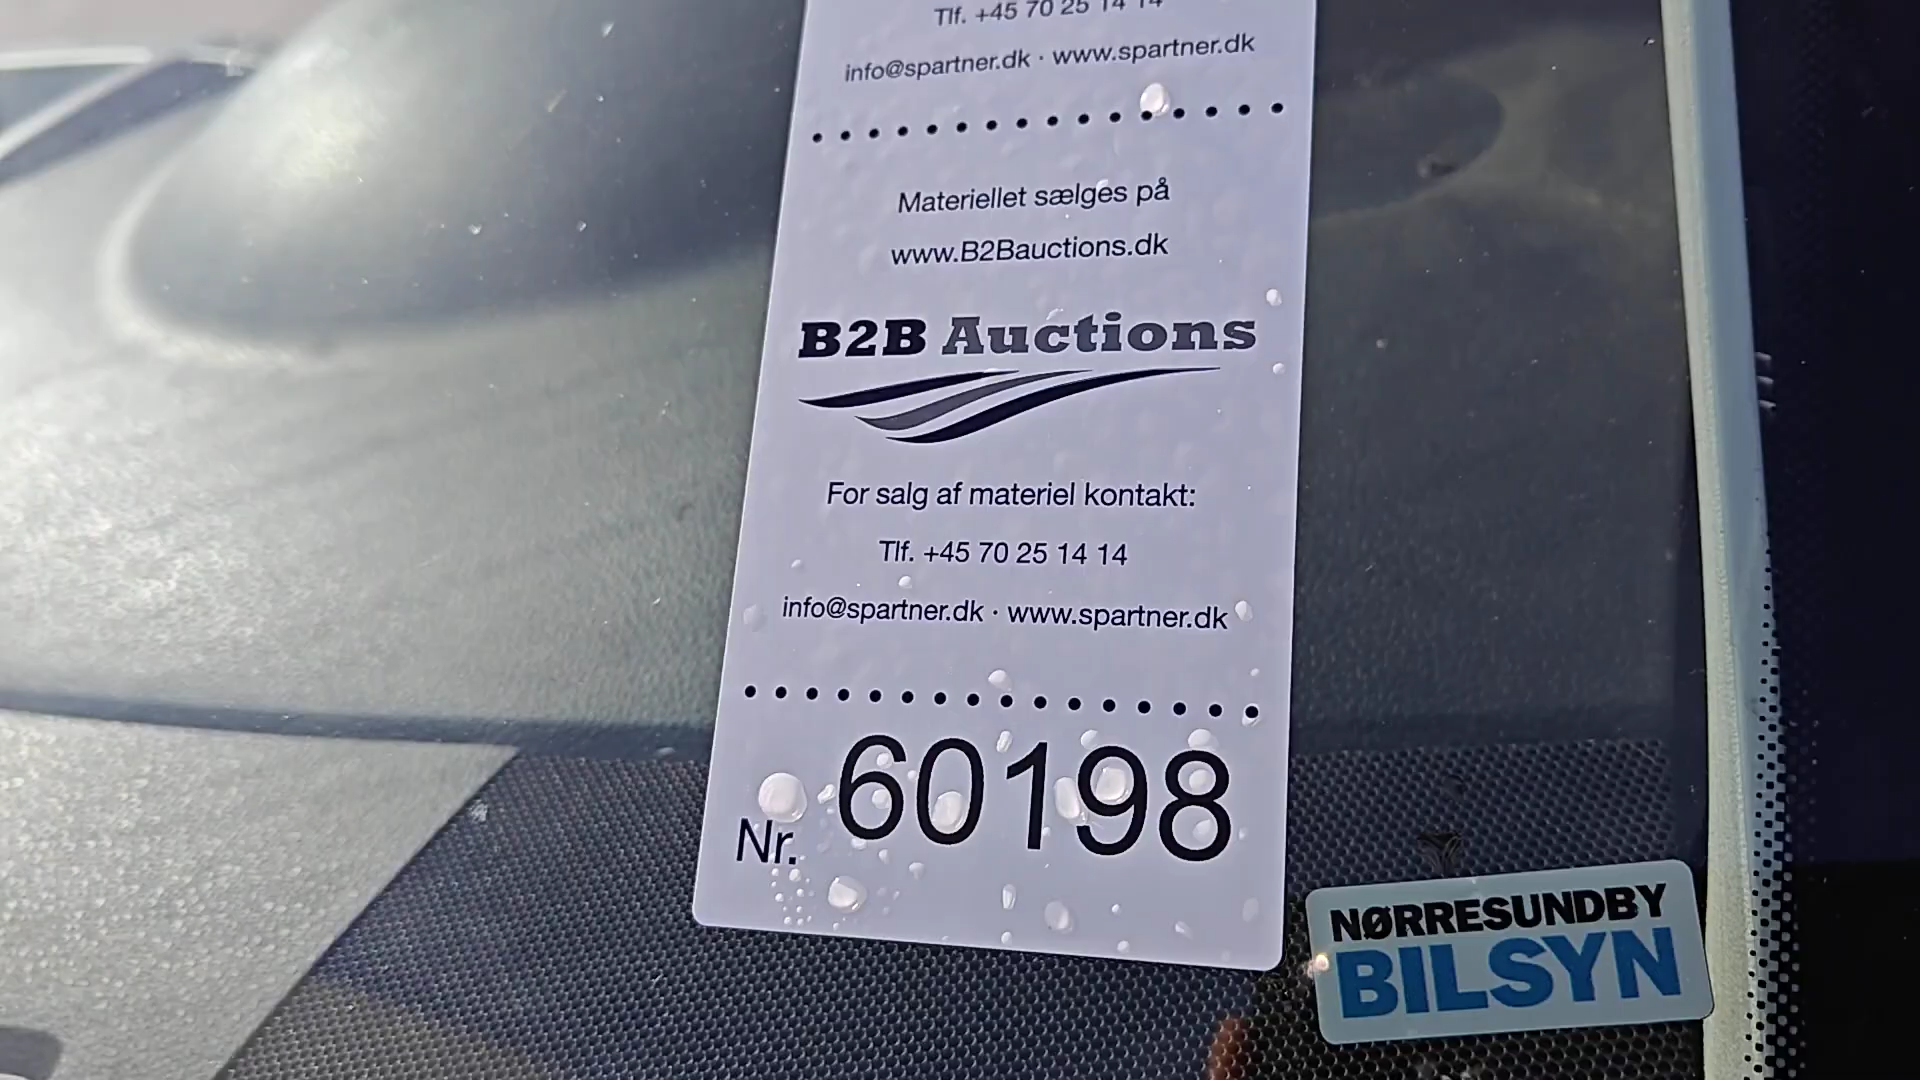 Tlf. +45 70 25 14 14
info@spartner.dk · www.spartner.dk
Materiellet sælges på
www.B2Bauctions.dk
B2B Auctions
For salg af materiel kontakt:
Tlf. +45 70 25 14 14
info@spartner.dk · www.spartner.dk
Nr. 60198
NØRRESUNDBY
BILSYN